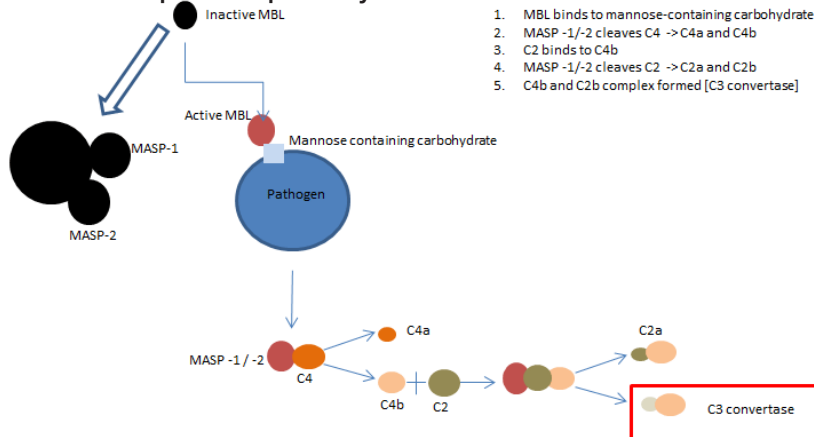 Inactive MBL
1. MBL binds to mannose-containing carbohydrate
2. MASP -1/-2 cleaves C4 ->C4a and C4b
3. C2 binds to C4b
4. MASP -1/-2 cleaves C2 ->C2a and C2b
5. C4b and C2b complex formed [C3 convertase]
Active MBL
Mannose containing carbohydrate
MASP-1
Pathogen
MASP-2
C4a
C2a
MASP -1 / -2
C4
C4b
C2
C3 convertase